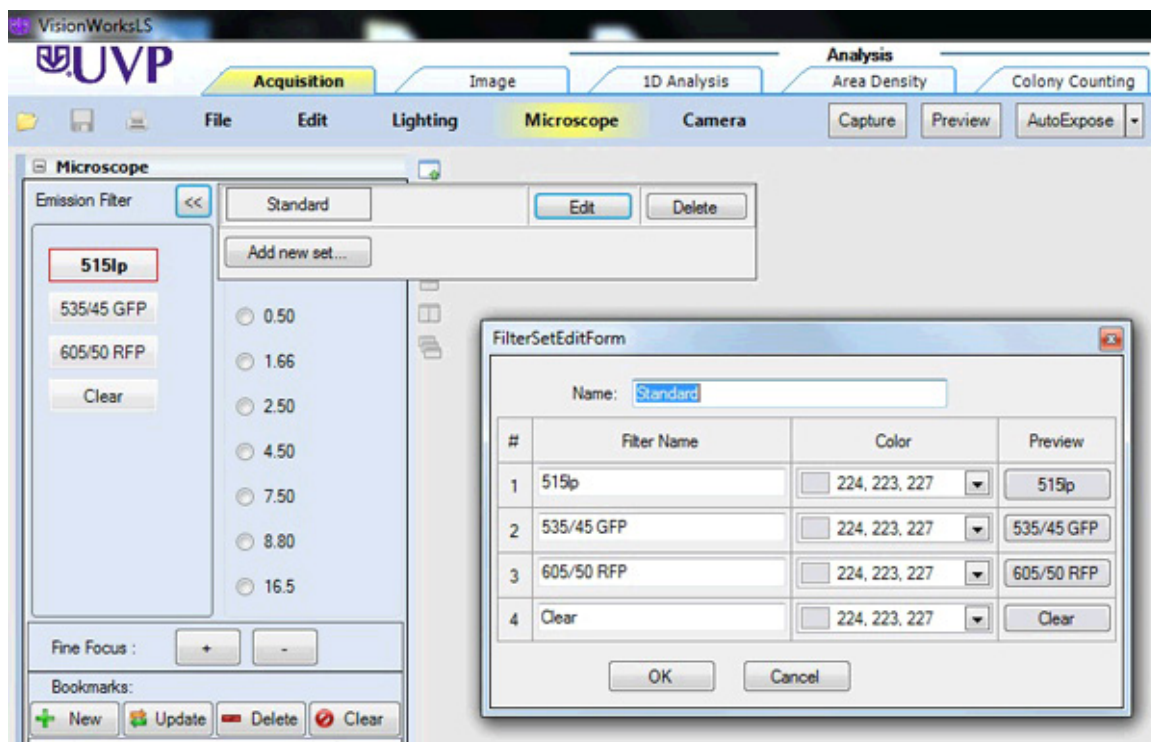 VisionWorksLS
UVP
Analysis
Acquisition Image 1D Analysis Area Density Colony Counting
File Edit Lighting Microscope Camera Capture Preview AutoExpose
Microscope
Emission Filter << Standard Edit Delete
Add new set...
515lp
535/45 GFP
605/50 RFP
Clear
0.50
1.66
2.50
4.50
7.50
8.80
16.5
Fine Focus : + -
Bookmarks:
New Update Delete Clear
FilterSetEditForm
Name: Standard
# Filter Name Color Preview
1 515lp 224, 223, 227 515lp
2 535/45 GFP 224, 223, 227 535/45 GFP
3 605/50 RFP 224, 223, 227 605/50 RFP
4 Clear 224, 223, 227 Clear
OK Cancel